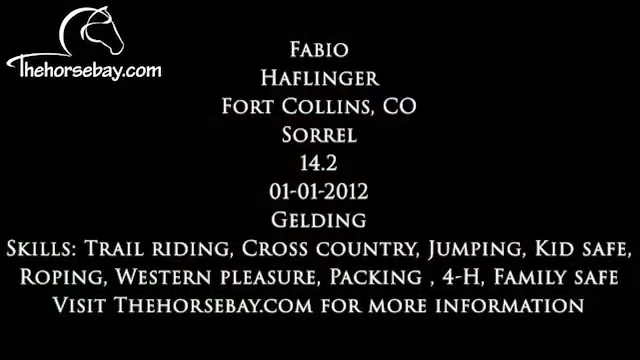 Thehorsebay.com
Fabio
Haflinger
Fort Collins, CO
Sorrel
14.2
01-01-2012
Gelding
Skills: Trail riding, Cross country, Jumping, Kid safe,
Roping, Western pleasure, Packing , 4-H, Family safe
Visit Thehorsebay.com for more information